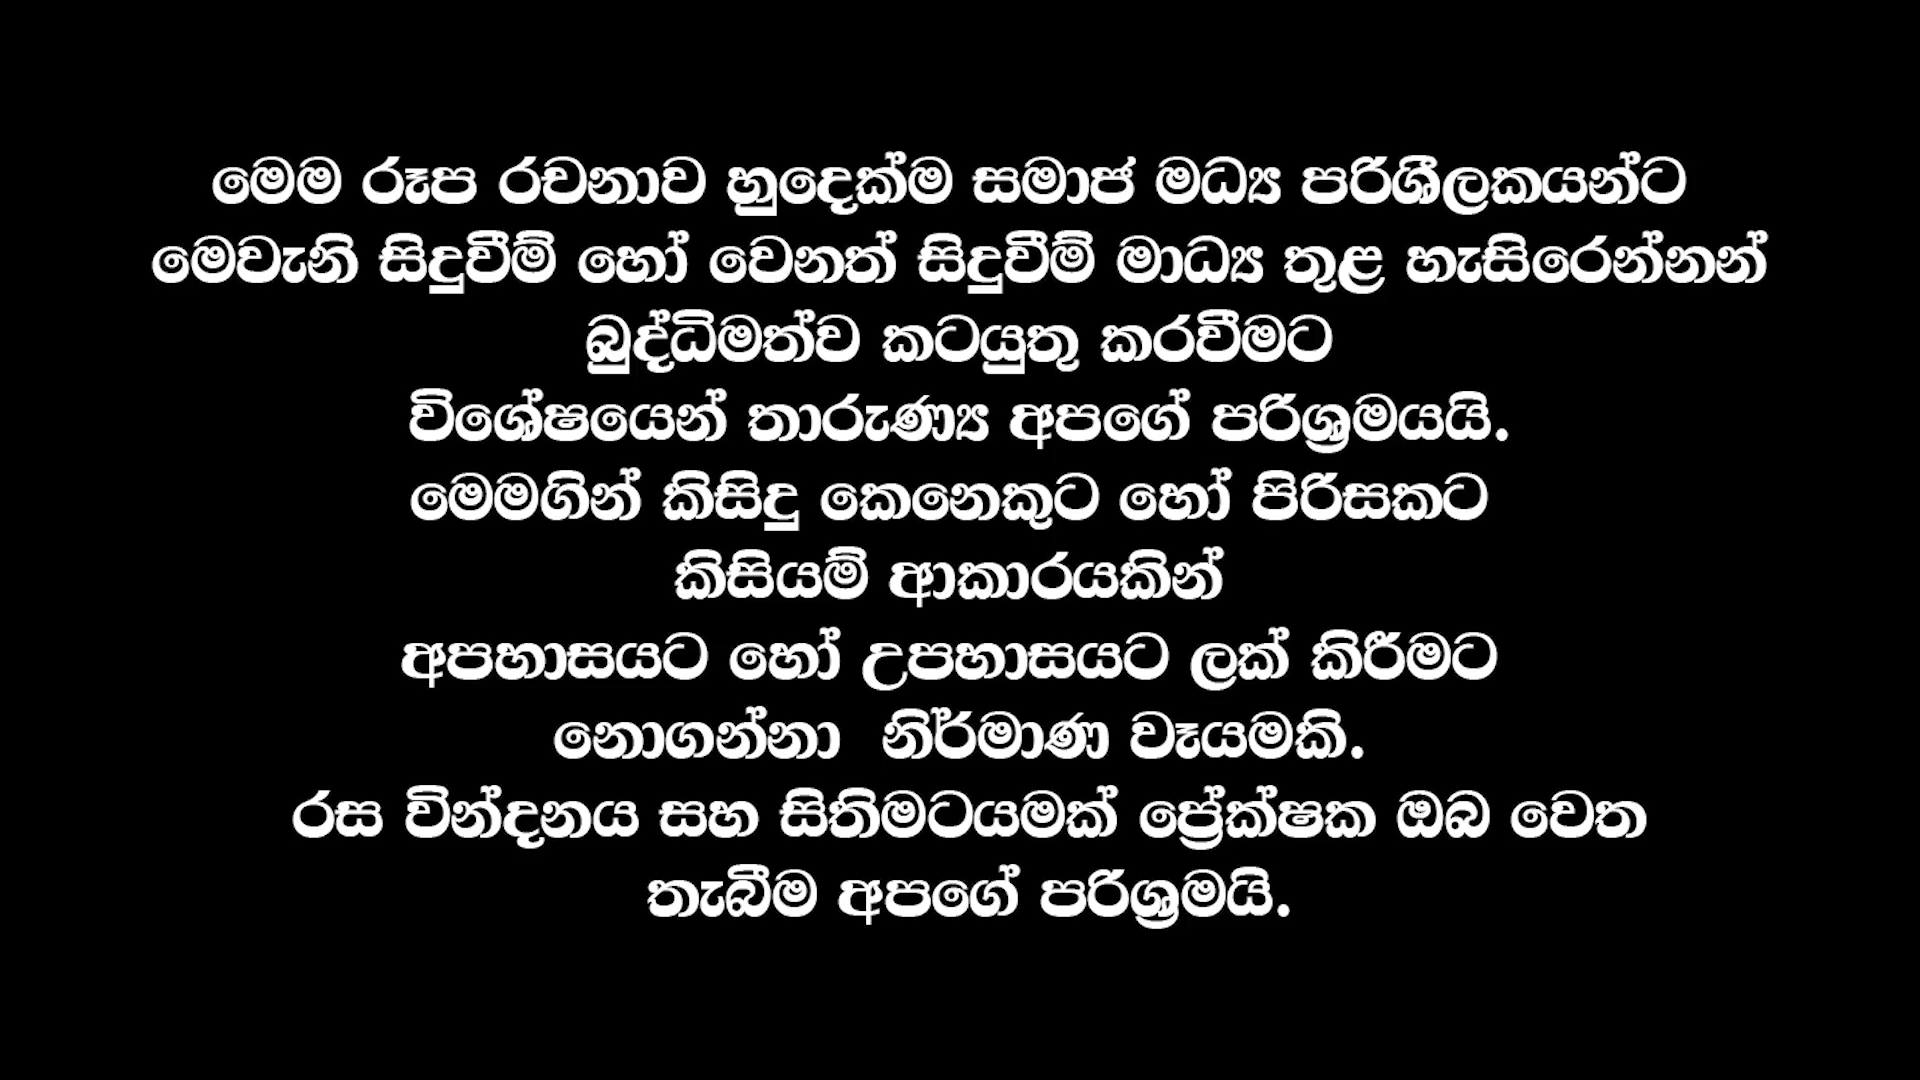 මෙම රූප රචනාව හුදෙක්ම සමාජ මධ්‍ය පරිශීලකයන්ට
මෙවැනි සිදුවීම් හෝ වෙනත් සිදුවීම් මාධ්‍ය තුළ හැසිරෙන්නන්
බුද්ධිමත්ව කටයුතු කරවීමට
විශේෂයෙන් තාරුණ්‍ය අපගේ පරිශ්‍රමයයි.
මෙමගින් කිසිදු කෙනෙකුට හෝ පිරිසකට
කිසියම් ආකාරයකින්
අපහාසයට හෝ උපහාසයට ලක් කිරීමට
නොගන්නා නිර්මාණ වෑයමකි.
රස වින්දනය සහ සිතිමටයමක් ප්‍රේක්ෂක ඔබ වෙත
තැබීම අපගේ පරිශ්‍රමයි.